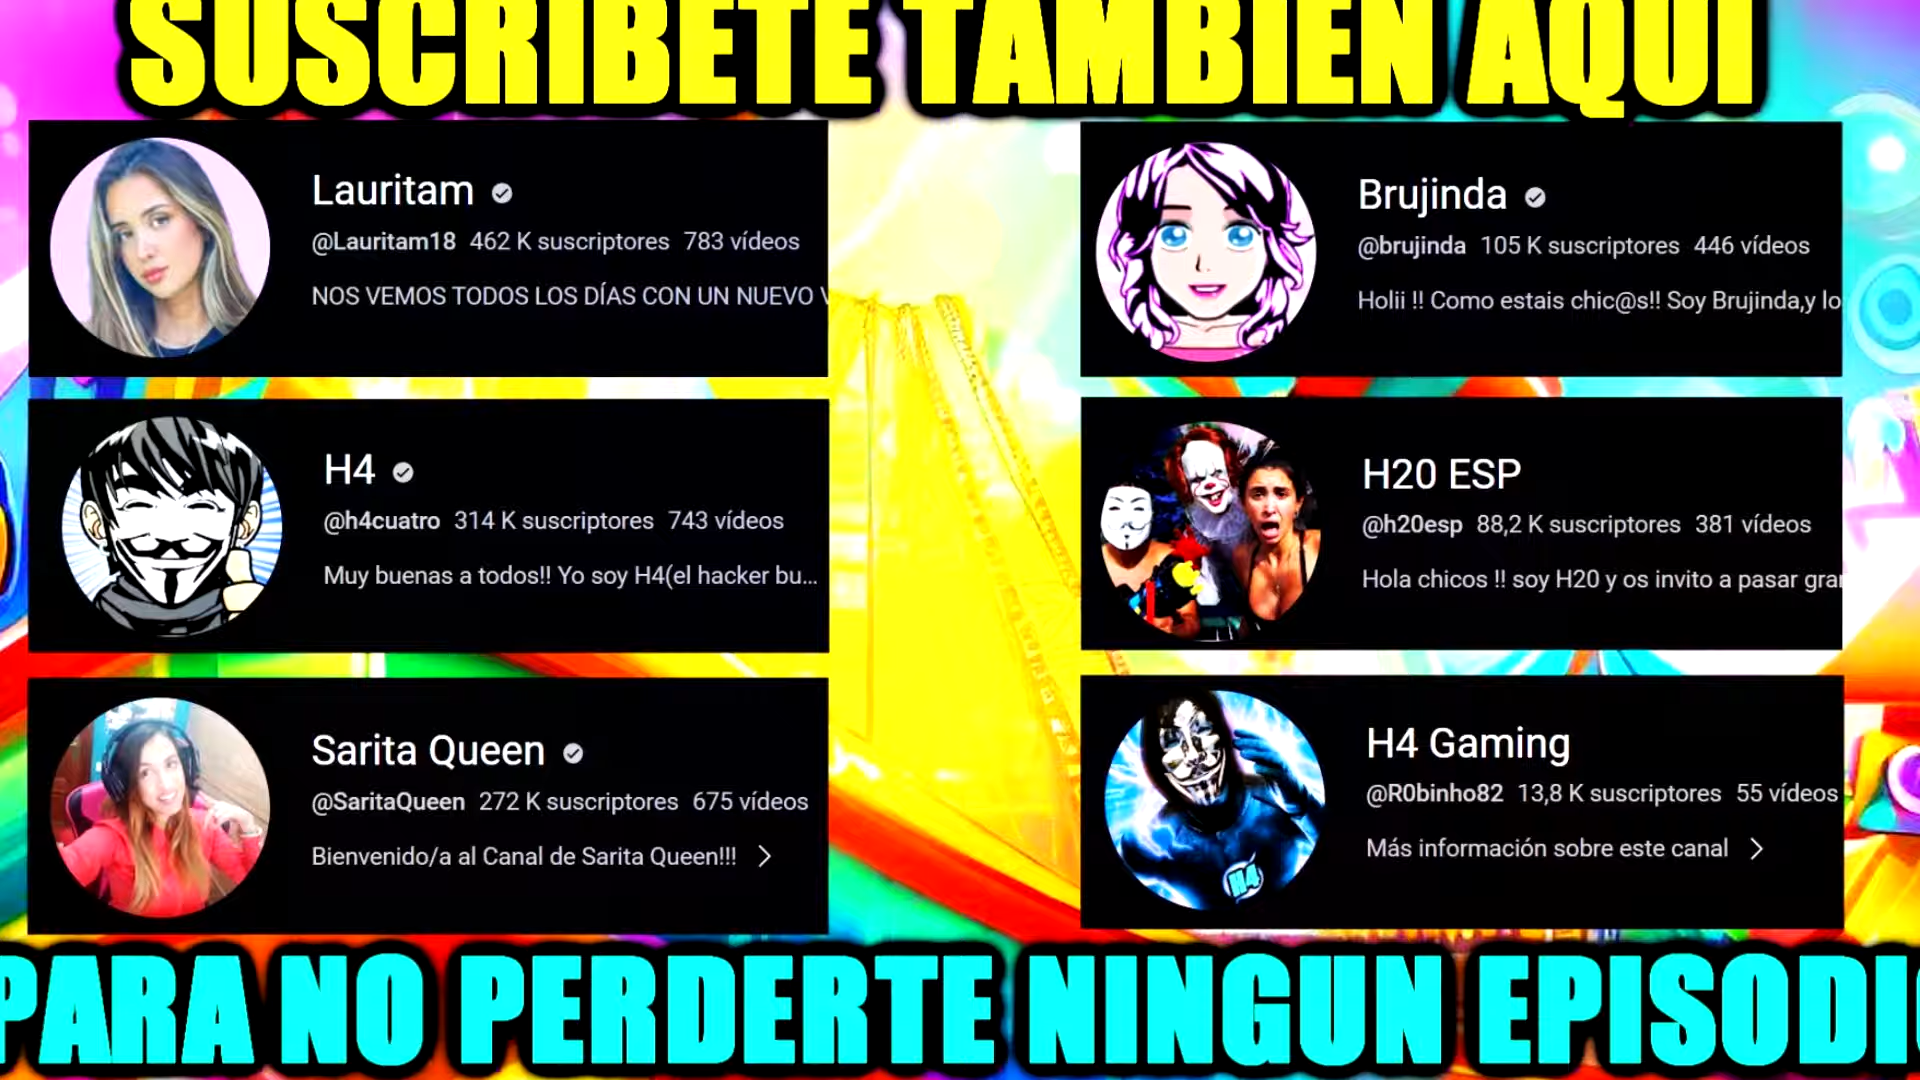 SUSCRIBETE TAMBIEN AQUI
Lauritam
@Lauritam18 462 K suscriptores 783 vídeos
NOS VEMOS TODOS LOS DÍAS CON UN NUEVO V
H4
@h4cuatro 314 K suscriptores 743 vídeos
Muy buenas a todos!! Yo soy H4(el hacker bu...
Sarita Queen
@SaritaQueen 272 K suscriptores 675 vídeos
Bienvenido/a al Canal de Sarita Queen!!!
Brujinda
@brujinda 105 K suscriptores 446 vídeos
Holii !! Como estais chic@s!! Soy Brujinda,y lo
H20 ESP
@h20esp 88,2 K suscriptores 381 vídeos
Hola chicos !! soy H20 y os invito a pasar gra
H4 Gaming
@R0binho82 13,8 K suscriptores 55 vídeos
Más información sobre este canal
H4
PARA NO PERDERTE NINGUN EPISODIO